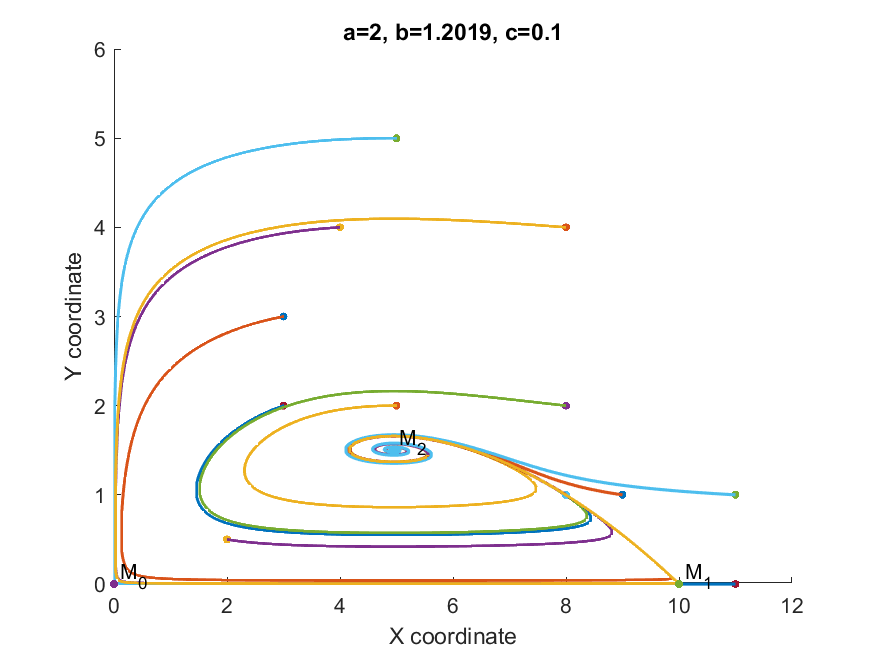 a=2, b=1.2019, c=0.1
6
5
4
3
2
1
0
Y coordinate
M2
M0
M1
0 2 4 6 8 10 12
X coordinate